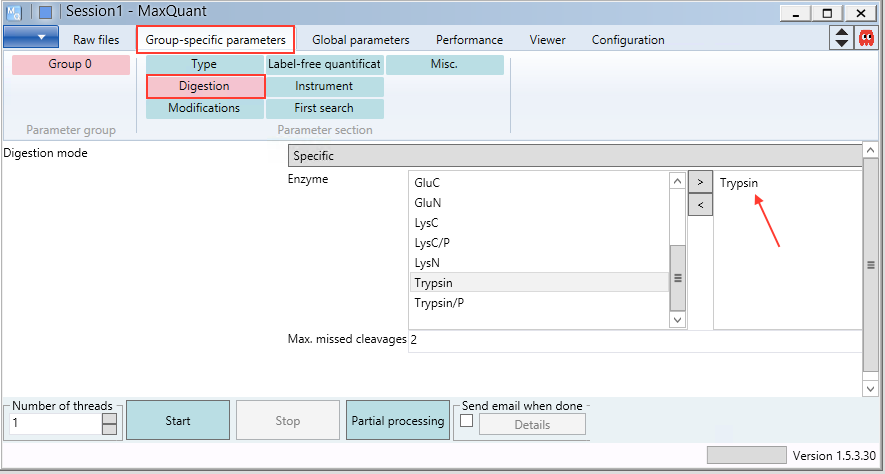 Session1 - MaxQuant
Raw files Group-specific parameters Global parameters Performance Viewer Configuration
Group 0 Type Label-free quantificat Misc.
Digestion Instrument
Modifications First search
Parameter group Parameter section
Digestion mode Specific
Enzyme GluC > Trypsin
GluN <
LysC
LysC/P
LysN
Trypsin
Trypsin/P
Max. missed cleavages 2
Number of threads Send email when done
1 Start Stop Partial processing Details
Version 1.5.3.30